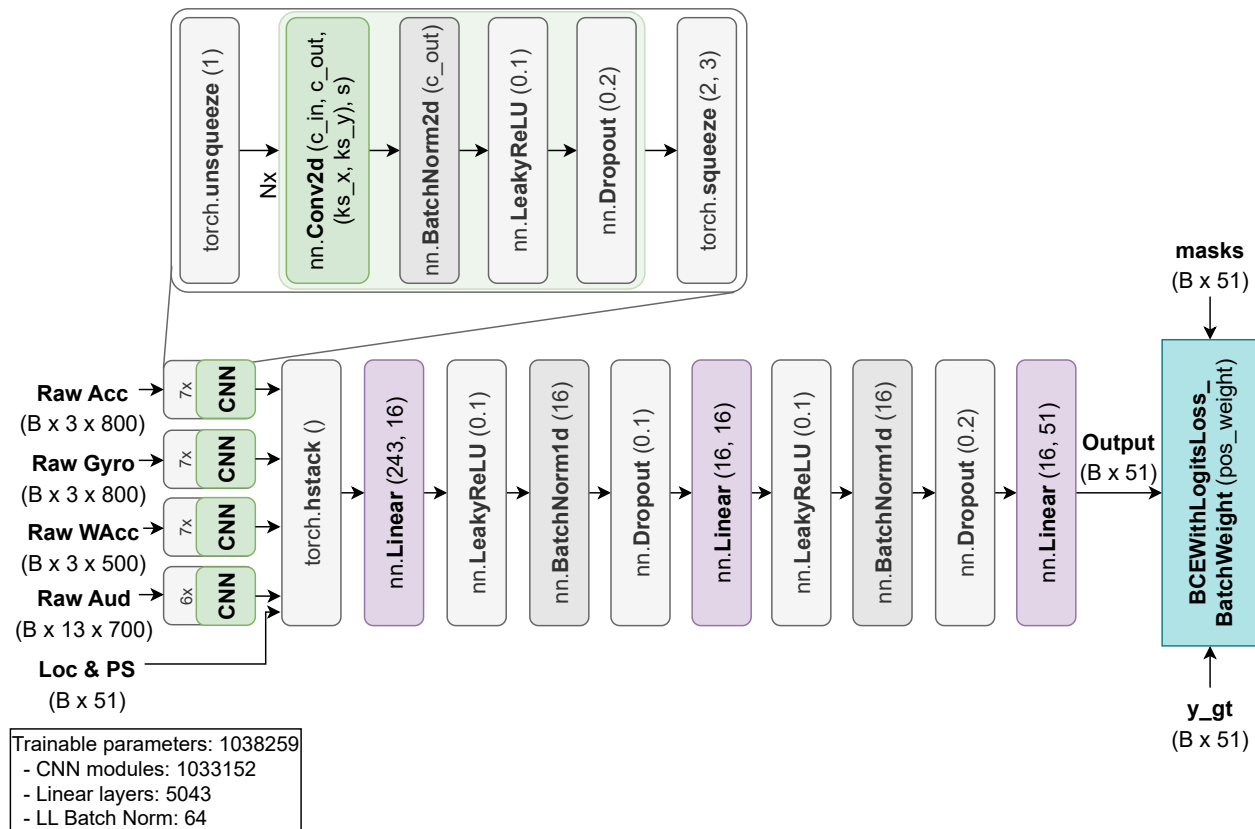 torch.unsqueeze (1)
Nx
nn.Conv2d (c_in, c_out,
(ks_x, ks_y), s)
nn.BatchNorm2d (c_out)
nn.LeakyReLU (0.1)
nn.Dropout (0.2)
torch.squeeze (2, 3)
Raw Acc
(B x 3 x 800)
7x
CNN
Raw Gyro
(B x 3 x 800)
7x
CNN
Raw WAcc
(B x 3 x 500)
7x
CNN
Raw Aud
(B x 13 x 700)
6x
CNN
Loc & PS
(B x 51)
torch.hstack ()
nn.Linear (243, 16)
nn.LeakyReLU (0.1)
nn.BatchNorm1d (16)
nn.Dropout (0.1)
nn.Linear (16, 16)
nn.LeakyReLU (0.1)
nn.BatchNorm1d (16)
nn.Dropout (0.2)
nn.Linear (16, 51)
Output
(B x 51)
masks
(B x 51)
BCEWithLogitsLoss_
BatchWeight (pos_weight)
y_gt
(B x 51)
Trainable parameters: 1038259
- CNN modules: 1033152
- Linear layers: 5043
- LL Batch Norm: 64